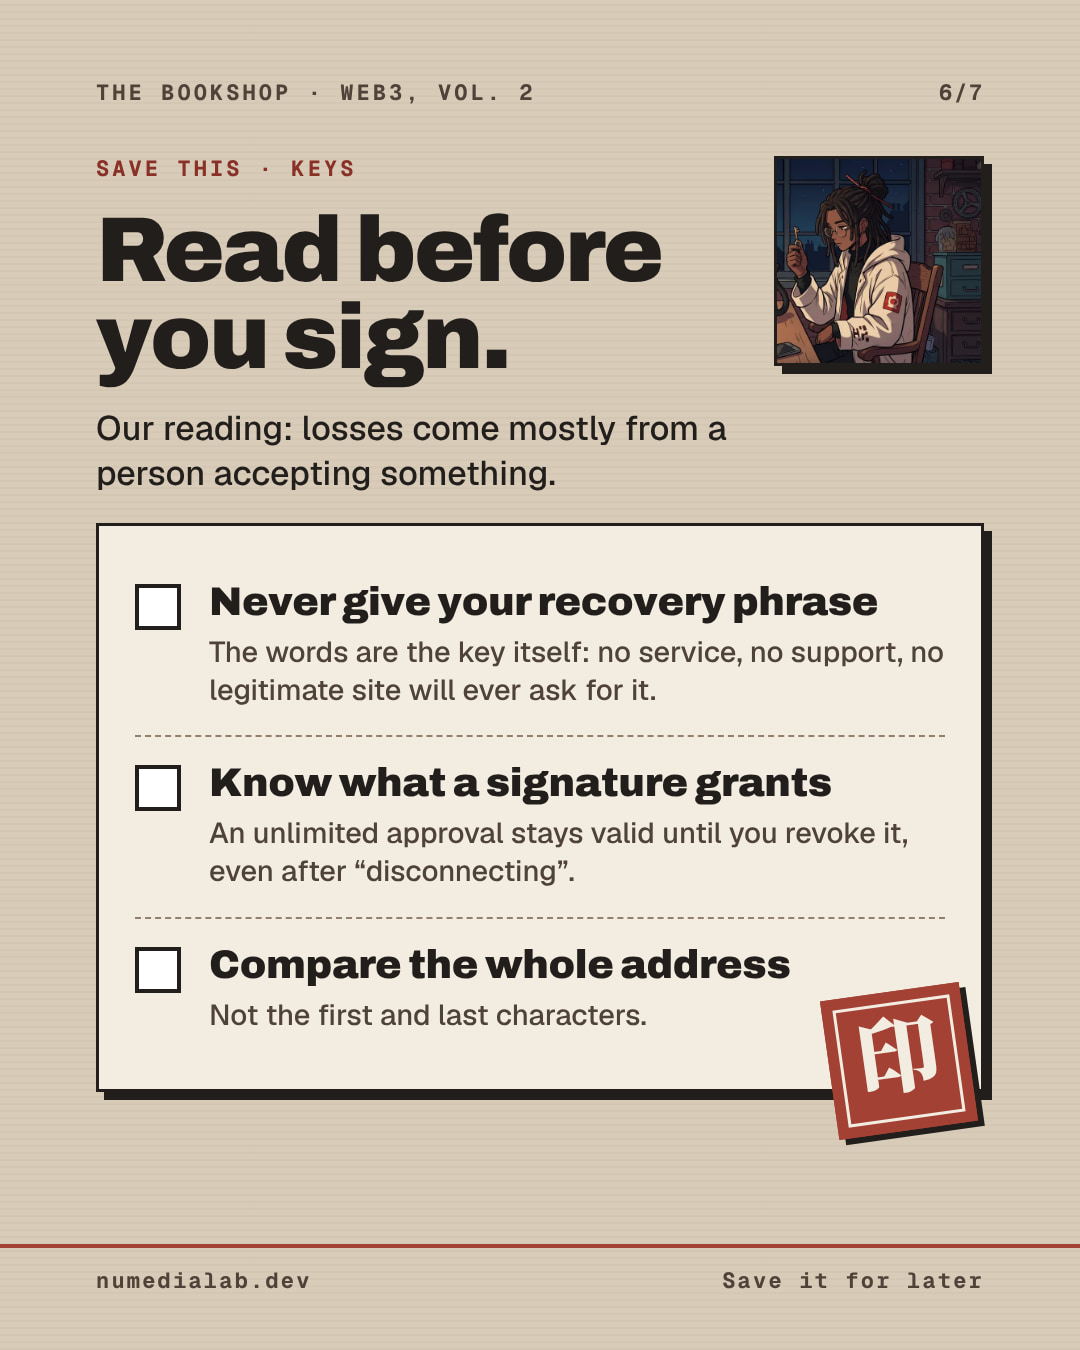 THE BOOKSHOP · WEB3, VOL. 2
6/7
SAVE THIS · KEYS
Read before
you sign.
Our reading: losses come mostly from a
person accepting something.
Never give your recovery phrase
The words are the key itself: no service, no support, no
legitimate site will ever ask for it.
Know what a signature grants
An unlimited approval stays valid until you revoke it,
even after “disconnecting”.
Compare the whole address
Not the first and last characters.
印
numedialab.dev
Save it for later